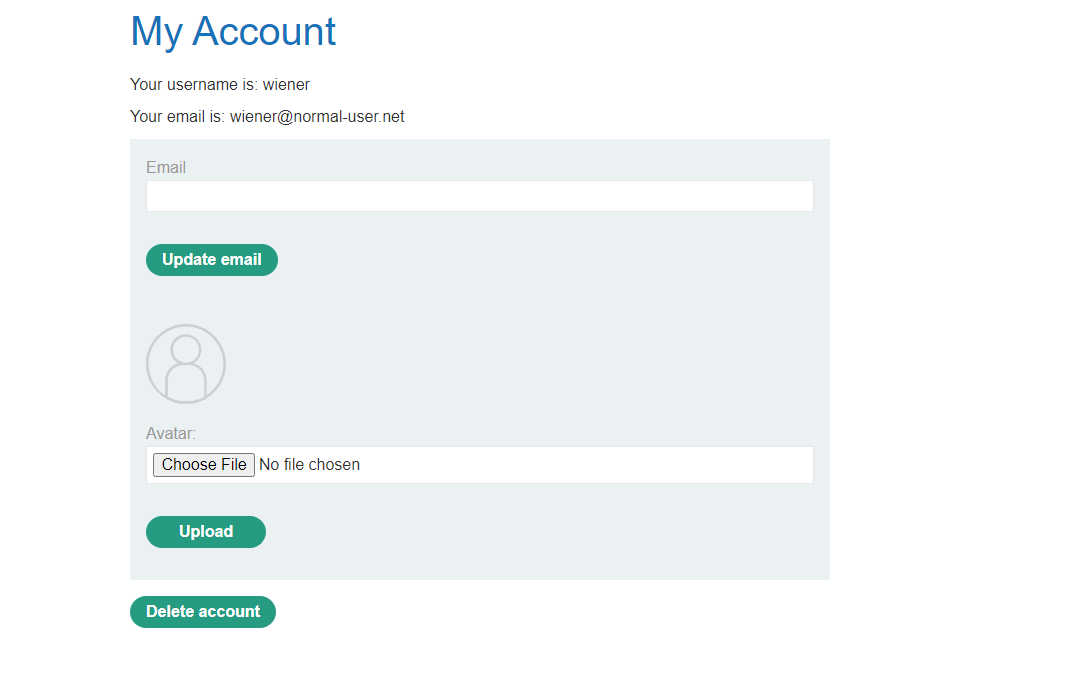 My Account
Your username is: wiener
Your email is: wiener@normal-user.net
Email
Update email
Avatar:
Choose File No file chosen
Upload
Delete account